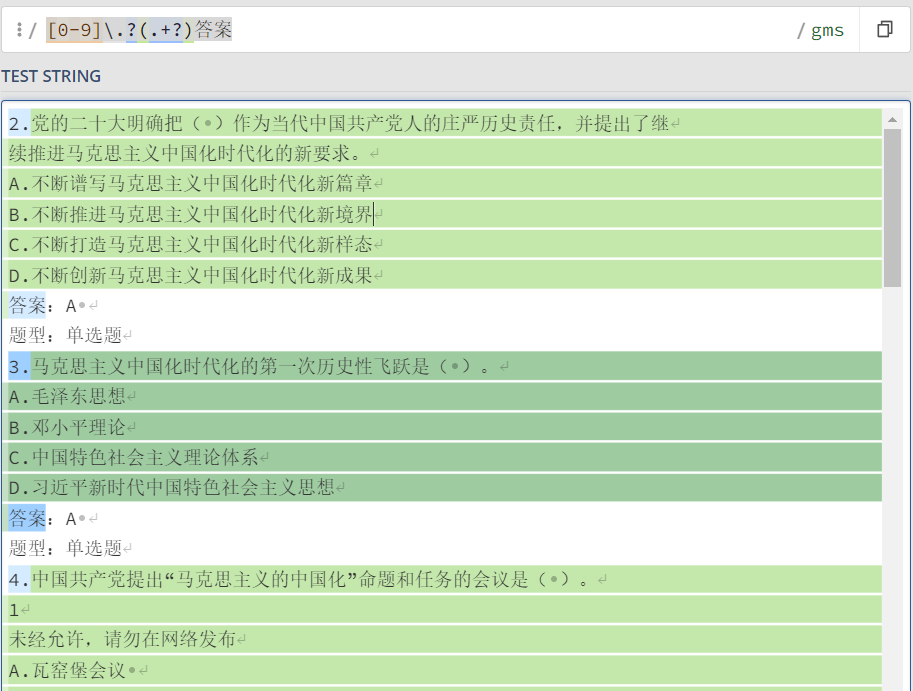 / [0-9]\.?(.+?)答案 / gms
TEST STRING
2.党的二十大明确把（ ）作为当代中国共产党人的庄严历史责任，并提出了继
续推进马克思主义中国化时代化的新要求。
A.不断谱写马克思主义中国化时代化新篇章
B.不断推进马克思主义中国化时代化新境界
C.不断打造马克思主义中国化时代化新样态
D.不断创新马克思主义中国化时代化新成果
答案：A
题型：单选题
3.马克思主义中国化时代化的第一次历史性飞跃是（ ）。
A.毛泽东思想
B.邓小平理论
C.中国特色社会主义理论体系
D.习近平新时代中国特色社会主义思想
答案：A
题型：单选题
4.中国共产党提出“马克思主义的中国化”命题和任务的会议是（ ）。
1
未经允许，请勿在网络发布
A.瓦窑堡会议